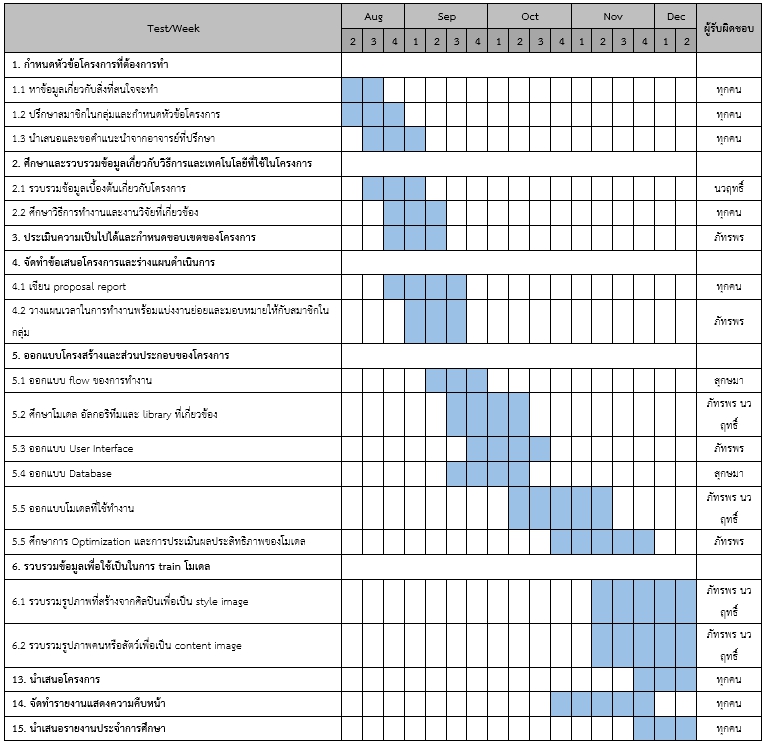 Test/Week Aug Sep Oct Nov Dec ผู้รับผิดชอบ
2 3 4 1 2 3 4 1 2 3 4 1 2 3 4 1 2
1. กำหนดหัวข้อโครงการที่ต้องการทำ
1.1 หาข้อมูลเกี่ยวกับสิ่งที่สนใจจะทำ ทุกคน
1.2 ปรึกษาสมาชิกในกลุ่มและกำหนดหัวข้อโครงการ ทุกคน
1.3 นำเสนอและขอคำแนะนำจากอาจารย์ที่ปรึกษา ทุกคน
2. ศึกษาและรวบรวมข้อมูลเกี่ยวกับวิธีการและเทคโนโลยีที่ใช้ในโครงการ
2.1 รวบรวมข้อมูลเบื้องต้นเกี่ยวกับโครงการ นวฤทธิ์
2.2 ศึกษาวิธีการทำงานและงานวิจัยที่เกี่ยวข้อง ทุกคน
3. ประเมินความเป็นไปได้และกำหนดขอบเขตของโครงการ ภัทรพร
4. จัดทำข้อเสนอโครงการและร่างแผนดำเนินการ
4.1 เขียน proposal report ทุกคน
4.2 วางแผนเวลาในการทำงานพร้อมแบ่งงานย่อยและมอบหมายให้กับสมาชิกใน
กลุ่ม
ภัทรพร
5. ออกแบบโครงสร้างและส่วนประกอบของโครงการ
5.1 ออกแบบ flow ของการทำงาน สุกษมา
5.2 ศึกษาโมเดล อัลกอริทึมและ library ที่เกี่ยวข้อง
ภัทรพร นว
ฤทธิ์
5.3 ออกแบบ User Interface ภัทรพร
5.4 ออกแบบ Database สุกษมา
5.5 ออกแบบโมเดลที่ใช้ทำงาน
ภัทรพร นว
ฤทธิ์
5.5 ศึกษาการ Optimization และการประเมินผลประสิทธิภาพของโมเดล ภัทรพร
6. รวบรวมข้อมูลเพื่อใช้เป็นในการ train โมเดล
6.1 รวบรวมรูปภาพที่สร้างจากศิลปินเพื่อเป็น style image
ภัทรพร นว
ฤทธิ์
6.2 รวบรวมรูปภาพคนหรือสัตว์เพื่อเป็น content image
ภัทรพร นว
ฤทธิ์
13. นำเสนอโครงการ ทุกคน
14. จัดทำรายงานแสดงความคืบหน้า ทุกคน
15. นำเสนอรายงานประจำการศึกษา ทุกคน